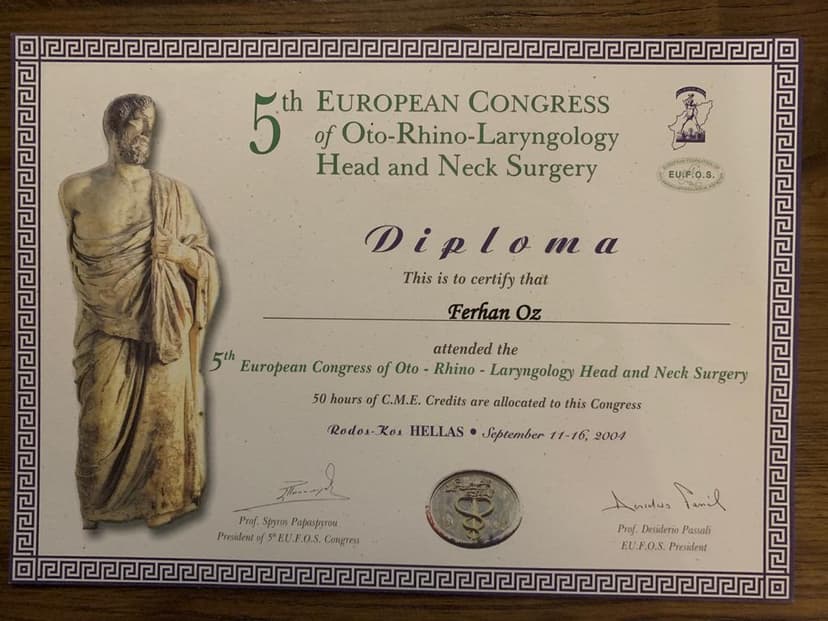 5th EUROPEAN CONGRESS
of Oto-Rhino-Laryngology
Head and Neck Surgery
EU.F.O.S.
Diploma
This is to certify that
Ferhan Oz
attended the
5th European Congress of Oto - Rhino - Laryngology Head and Neck Surgery
50 hours of C.M.E. Credits are allocated to this Congress
Rodos-Kos HELLAS • September 11-16, 2004
Prof. Spyros Papaspyrou
President of 5th EU.F.O.S. Congress
Prof. Desiderio Passali
EU.F.O.S. President